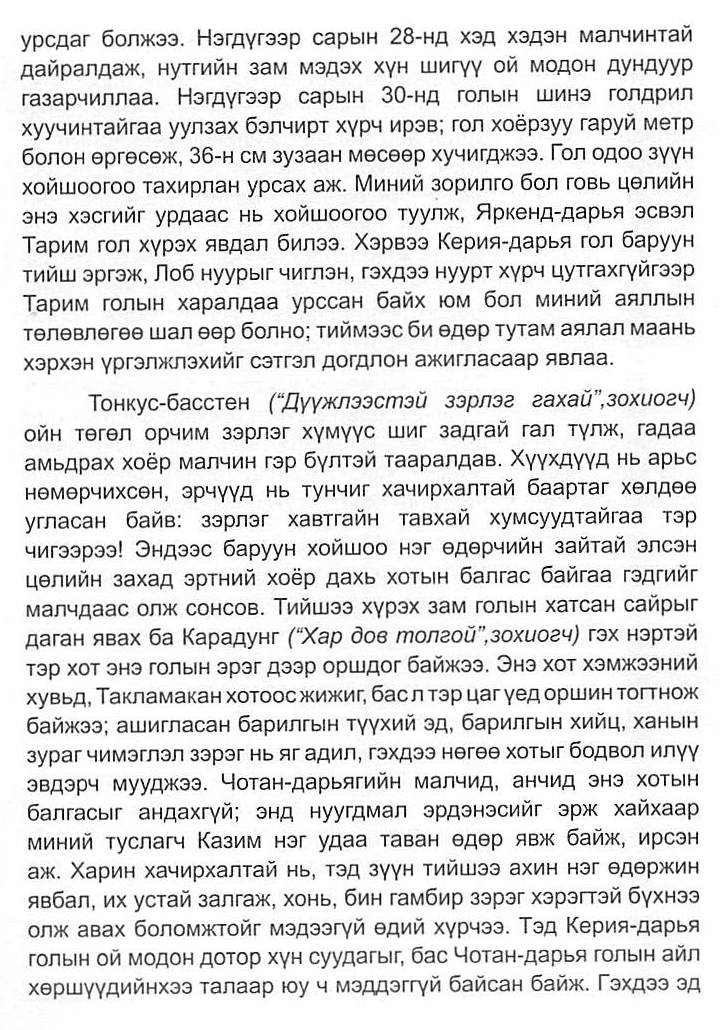 урсдаг болжээ. Нэгдүгээр сарын 28-нд хэд хэдэн малчинтай
дайралдаж, нутгийн зам мэдэх хүн шигүү ой модон дундуур
газарчиллаа. Нэгдүгээр сарын 30-нд голын шинэ голдрил
хуучинтайгаа уулзах бэлчирт хүрч ирэв; гол хоёрзуу гаруй метр
болон өргөсөж, 36-н см зузаан мөсөөр хучигджээ. Гол одоо зүүн
хойшоогоо тахирлан урсах аж. Миний зорилго бол говь цөлийн
энэ хэсгийг урдаас нь хойшоогоо туулж, Яркенд-дарья эсвэл
Тарим гол хүрэх явдал билээ. Хэрвээ Керия-дарья гол баруун
тийш эргэж, Лоб нуурыг чиглэн, гэхдээ нуурт хүрч цутгахгүйгээр
Тарим голын харалдаа урссан байх юм бол миний аяллын
төлөвлөгөө шал өөр болно; тиймээс би өдөр тутам аялал маань
хэрхэн үргэлжлэхийг сэтгэл догдлон ажигласаар явлаа.
Тонкус-басстен (“Дүүжлээстэй зэрлэг гахай”,зохиогч)
ойн төгөл орчим зэрлэг хүмүүс шиг задгай гал түлж, гадаа
амьдрах хоёр малчин гэр бүлтэй тааралдав. Хүүхдүүд нь арьс
нөмөрчихсөн, эрчүүд нь тунчиг хачирхалтай баартаг хөлдөө
угласан байв: зэрлэг хавтгайн тавхай хумсуудтайгаа тэр
чигээрээ! Эндээс баруун хойшоо нэг өдөрчийн зайтай элсэн
цөлийн захад эртний хоёр дахь хотын балгас байгаа гэдгийг
малчдаас олж сонсов. Тийшээ хүрэх зам голын хатсан сайрыг
даган явах ба Карадунг (“Хар дов толгой”,зохиогч) гэх нэртэй
тэр хот энэ голын эрэг дээр оршдог байжээ. Энэ хот хэмжээний
хувьд, Такламакан хотоос жижиг, бас л тэр цаг үед оршин тогтнож
байжээ; ашигласан барилгын түүхий эд, барилгын хийц, ханын
зураг чимэглэл зэрэг нь яг адил, гэхдээ нөгөө хотыг бодвол илүү
эвдэрч мууджээ. Чотан-дарьягийн малчид, анчид энэ хотын
балгасыг андахгүй; энд нуугдмал эрдэнэсийг эрж хайхаар
миний туслагч Казим нэг удаа таван өдөр явж байж, ирсэн
аж. Харин хачирхалтай нь, тэд зүүн тийшээ ахин нэг өдөржин
явбал, их устай залгаж, хонь, бин гамбир зэрэг хэрэгтэй бүхнээ
олж авах боломжтойг мэдээгүй өдий хүрчээ. Тэд Керия-дарья
голын ой модон дотор хүн суудагыг, бас Чотан-дарья голын айл
хөршүүдийнхээ талаар юу ч мэддэггүй байсан байж. Гэхдээ эд